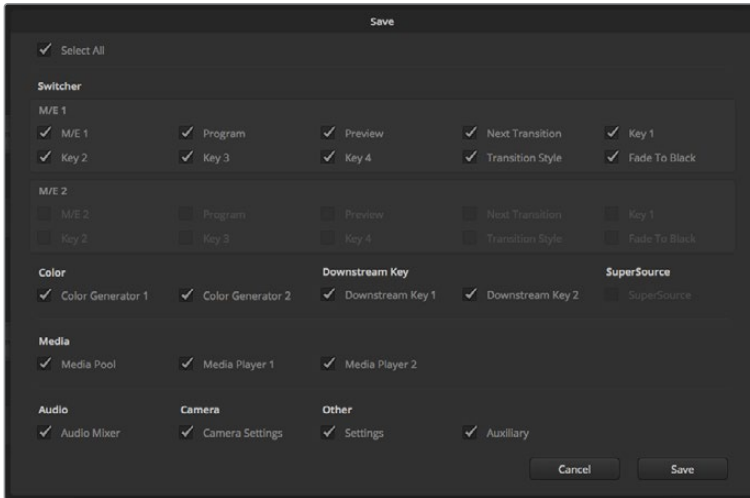 Save
Select All
Switcher
M/E 1
M/E 1 Program Preview Next Transition Key 1
Key 2 Key 3 Key 4 Transition Style Fade To Black
M/E 2
M/E 2 Program Preview Next Transition Key 1
Key 2 Key 3 Key 4 Transition Style Fade To Black
Color Downstream Key SuperSource
Color Generator 1 Color Generator 2 Downstream Key 1 Downstream Key 2 SuperSource
Media
Media Pool Media Player 1 Media Player 2
Audio Camera Other
Audio Mixer Camera Settings Settings Auxiliary
Cancel Save